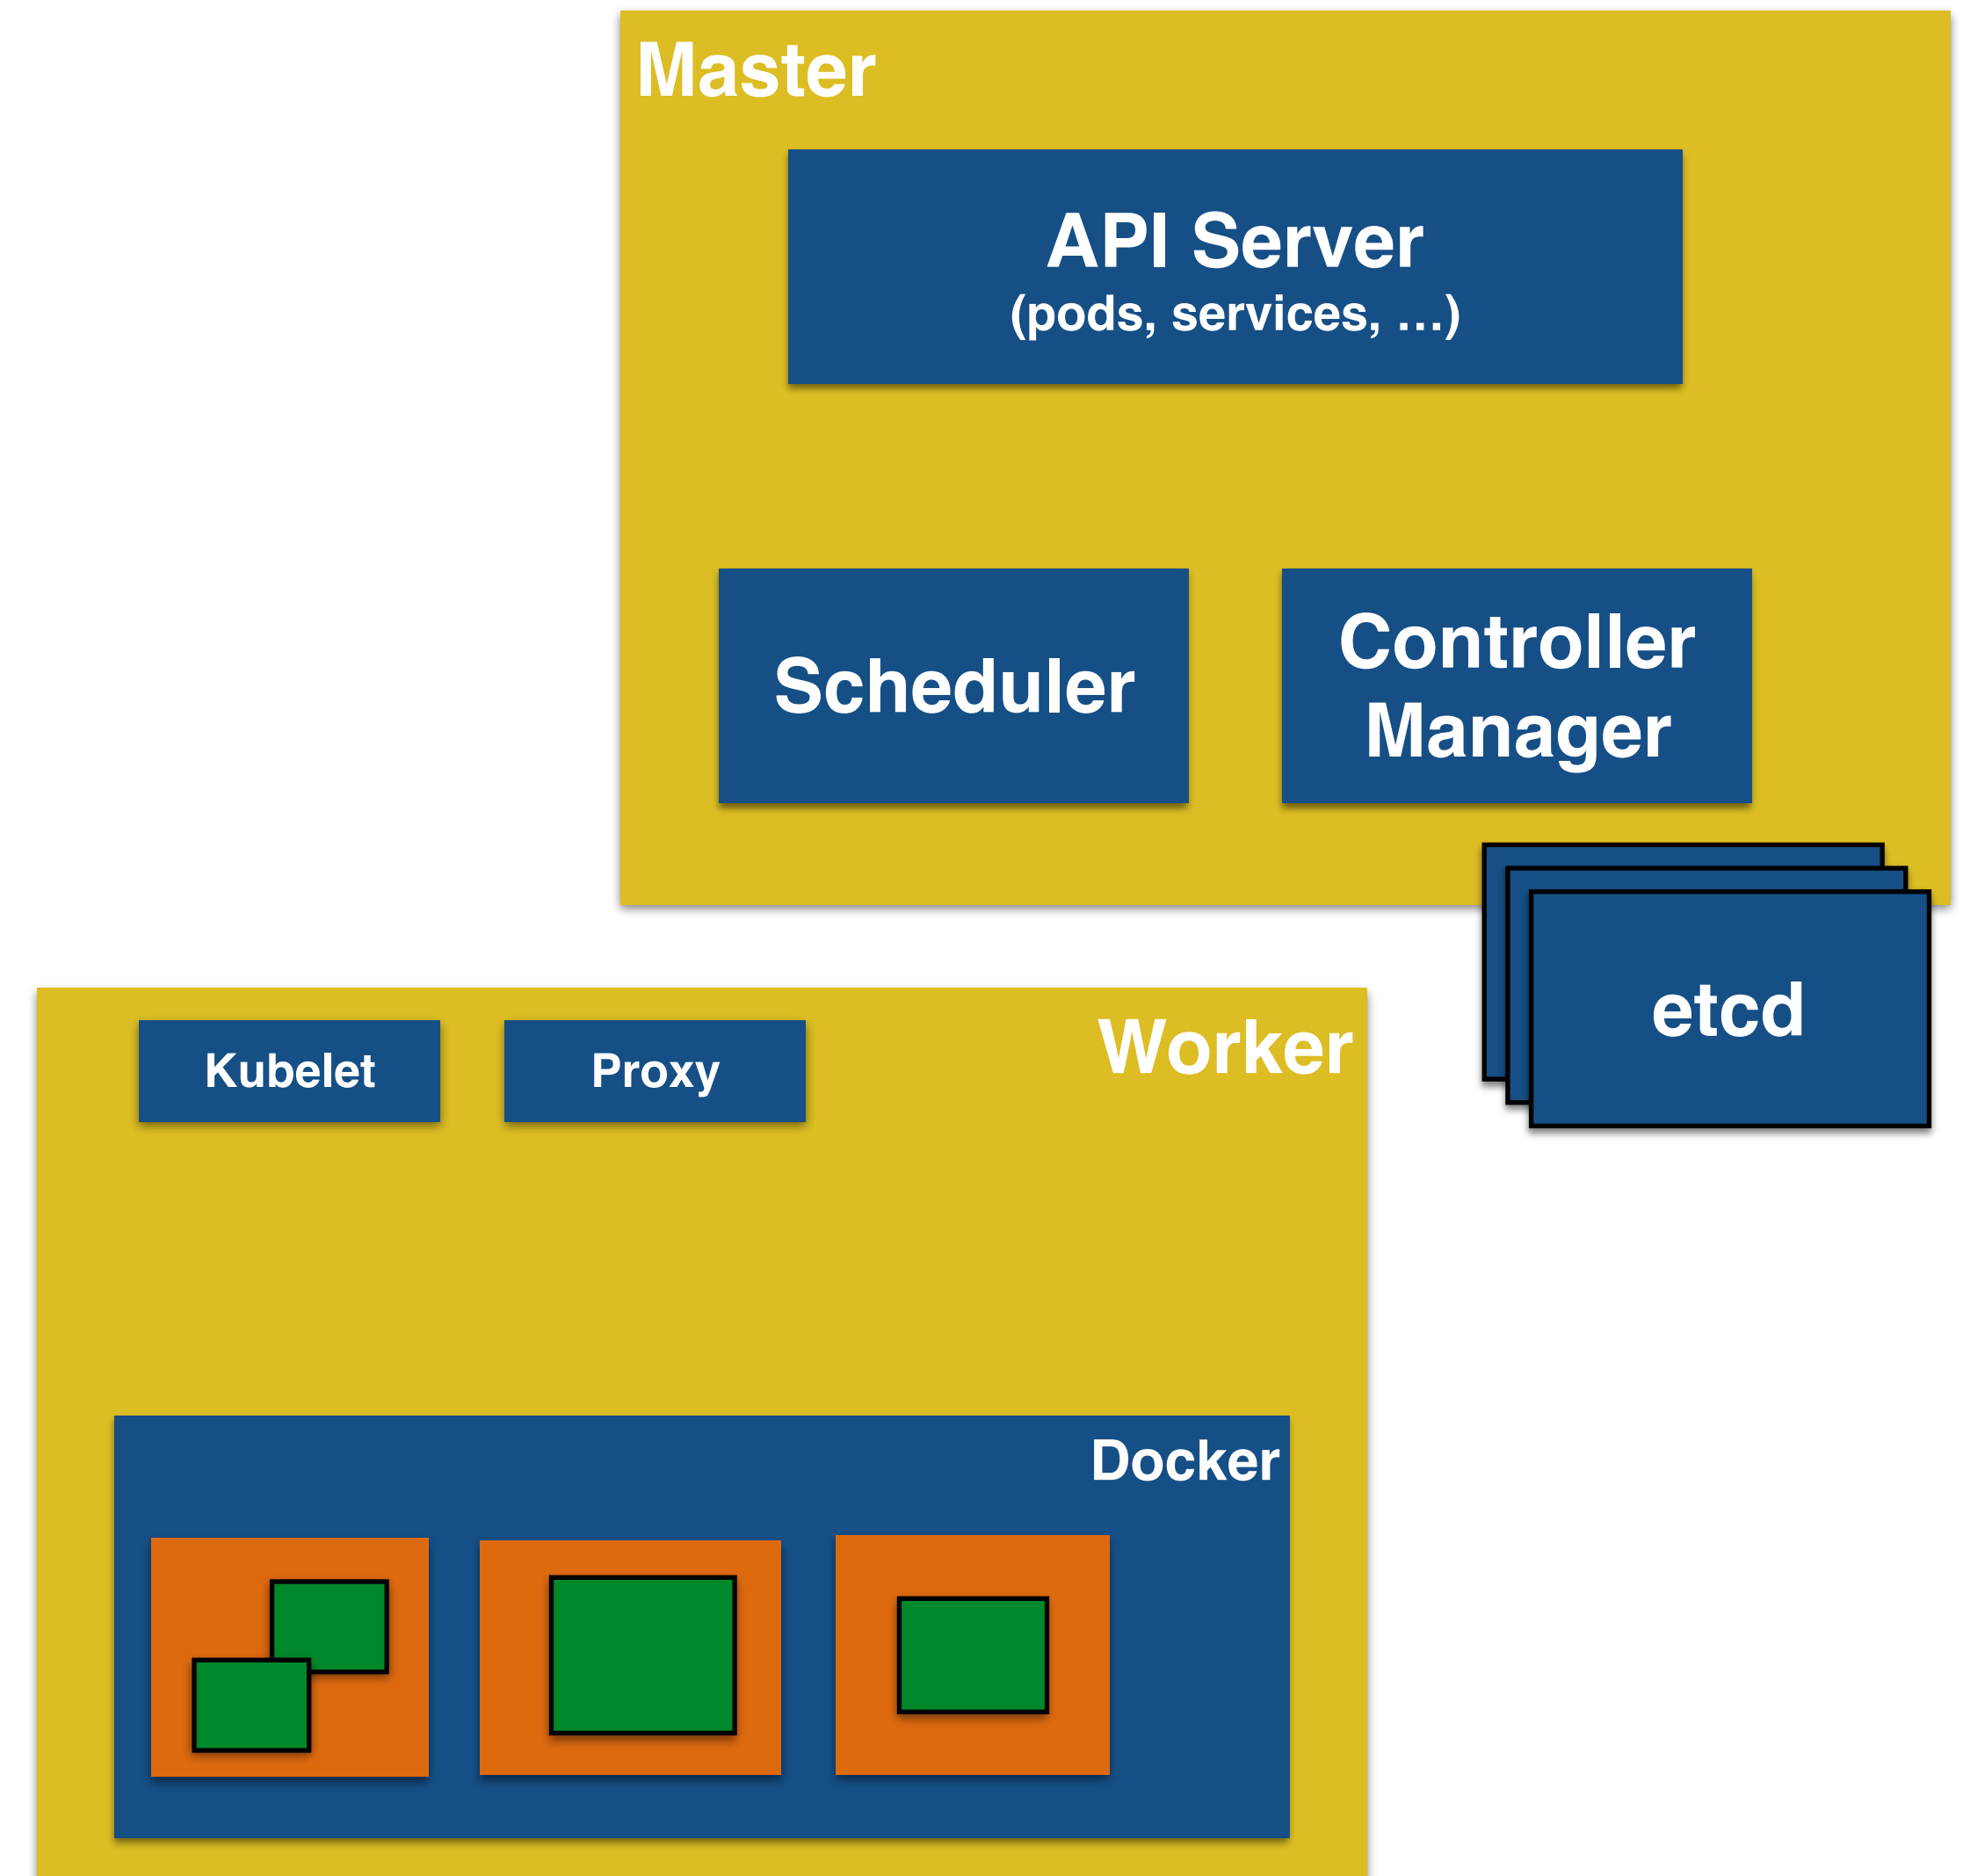 Master
API Server
(pods, services, …)
Scheduler
Controller
Manager
etcd
Kubelet
Proxy
Worker
Docker